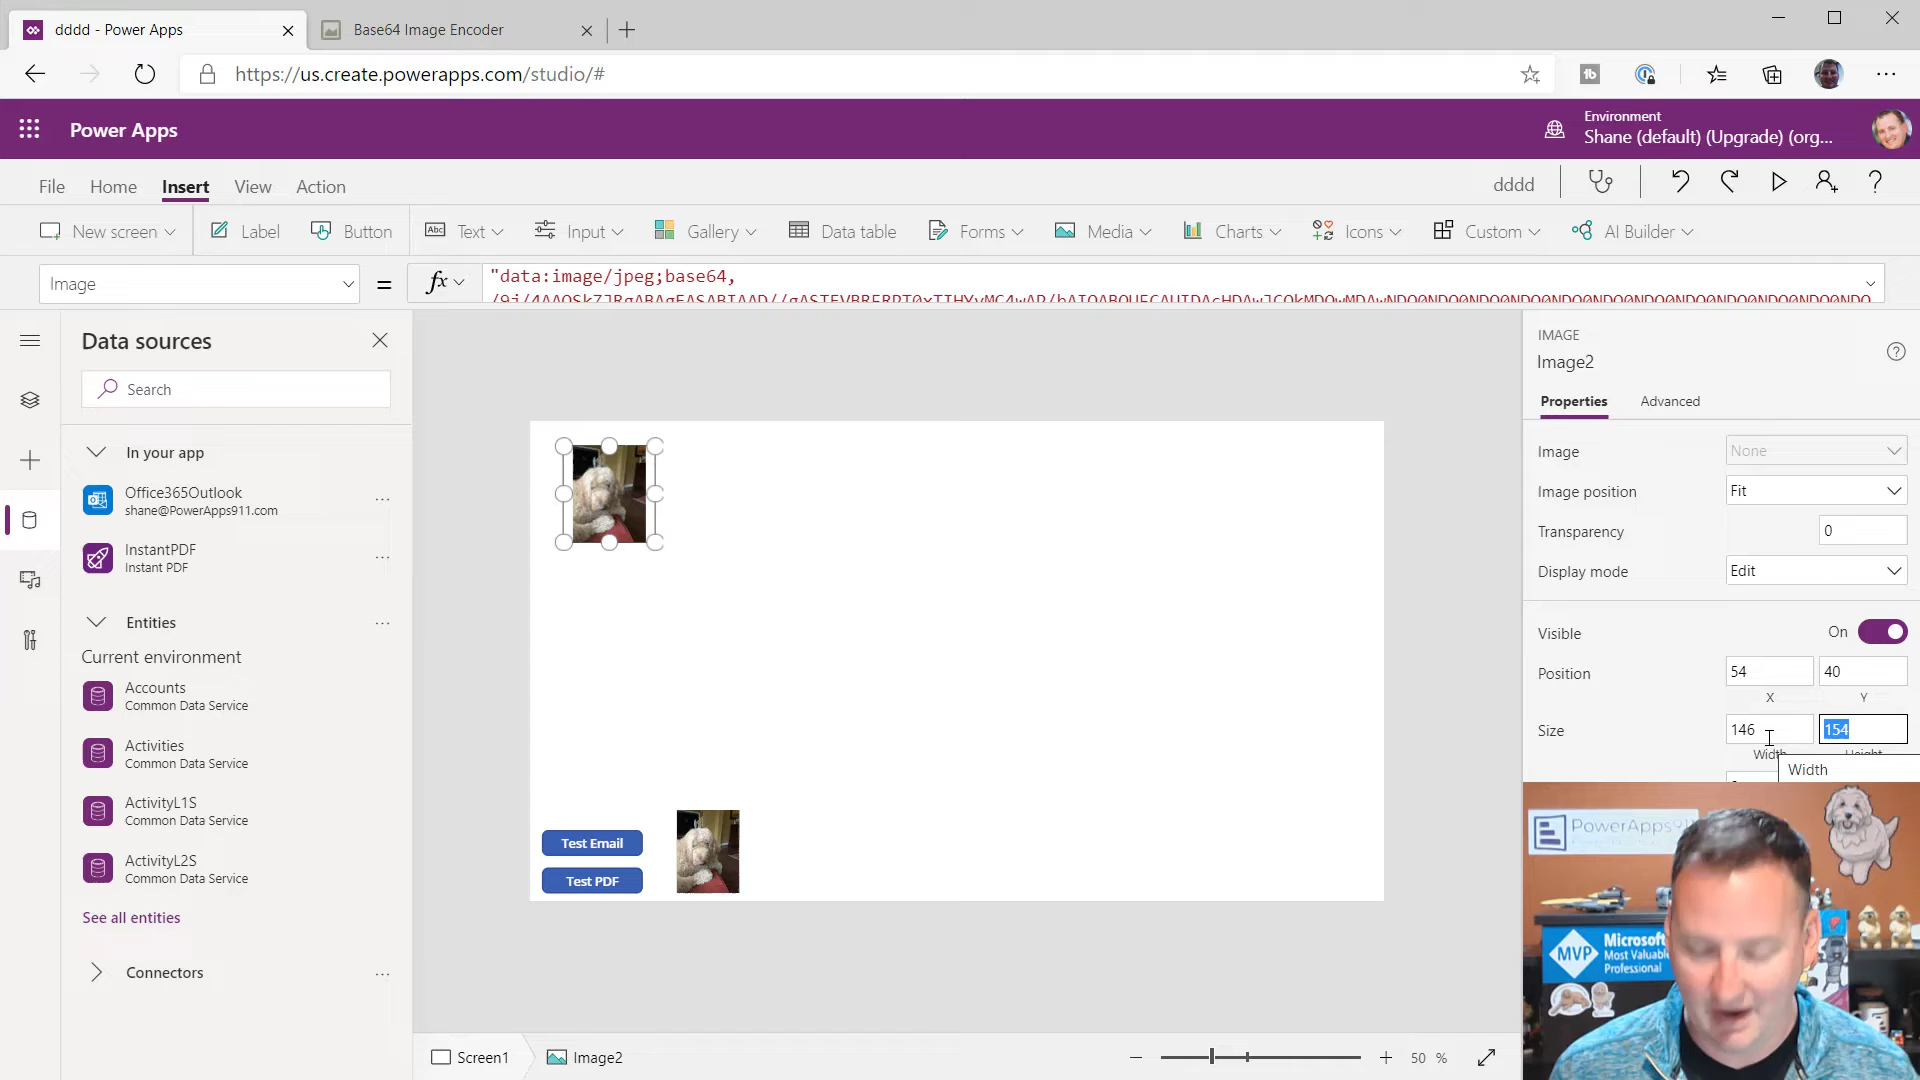 dddd - Power Apps
Base64 Image Encoder
https://us.create.powerapps.com/studio/#
Power Apps
Environment
Shane (default) (Upgrade) (org...
File Home Insert View Action
dddd
New screen Label Button Text Input Gallery Data table Forms Media Charts Icons Custom AI Builder
Image = fx "data:image/jpeg;base64,
Data sources
Search
In your app
Office365Outlook
shane@PowerApps911.com
InstantPDF
Instant PDF
Entities
Current environment
Accounts
Common Data Service
Activities
Common Data Service
ActivityL1S
Common Data Service
ActivityL2S
Common Data Service
See all entities
Connectors
Test Email
Test PDF
Screen1 Image2
50 %
IMAGE
Image2
Properties Advanced
Image None
Image position Fit
Transparency 0
Display mode Edit
Visible On
Position 54 40
X Y
Size 146 154
Width Height
Width
PowerApps911
MVP
Microsoft
Most Valuable
Professional